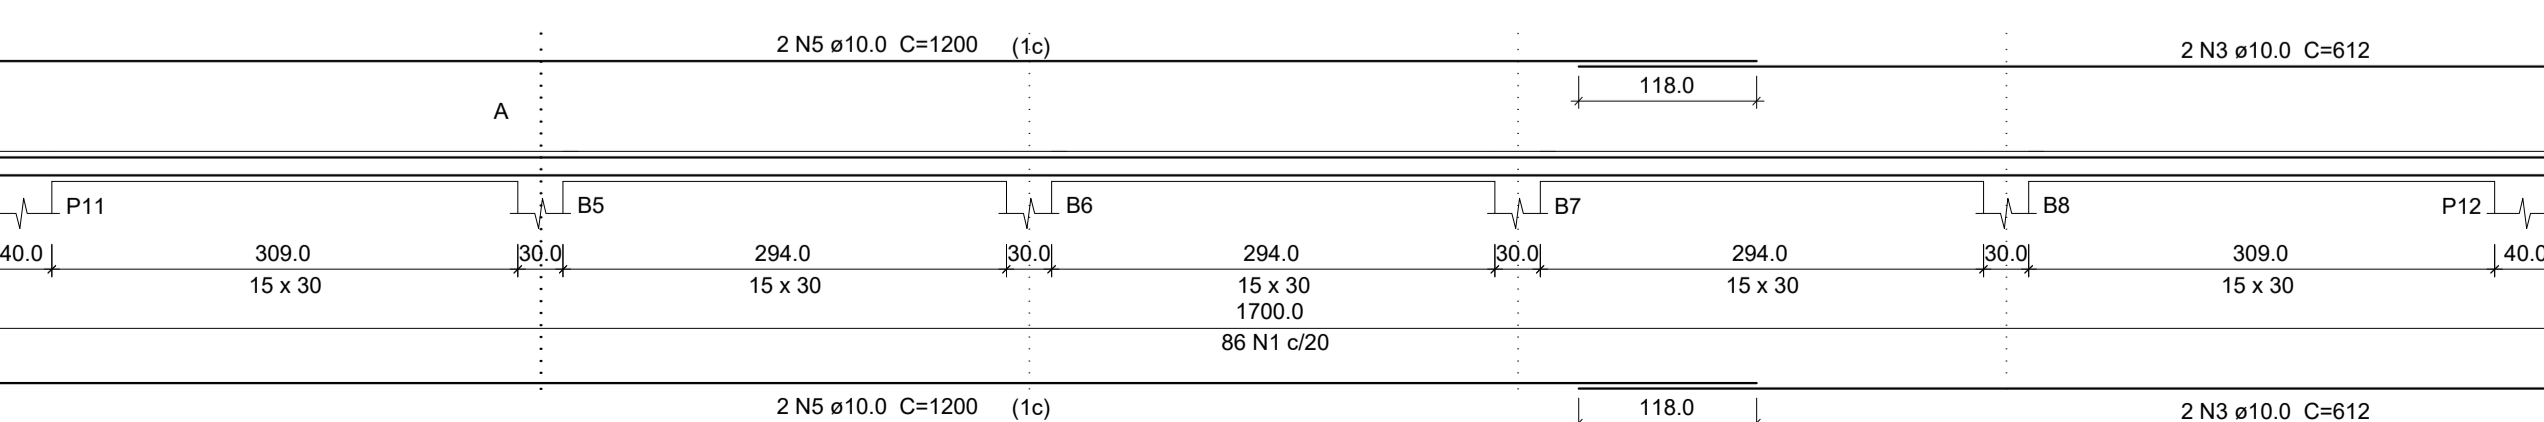 2 N5 ø10.0 C=1200 (1c)
2 N3 ø10.0 C=612
118.0
A
P11
B5
B6
B7
B8
P12
40.0 309.0 30.0 294.0 30.0 294.0 30.0 294.0 30.0 309.0 40.0
15 x 30 15 x 30 15 x 30 15 x 30 15 x 30
1700.0
86 N1 c/20
2 N5 ø10.0 C=1200 (1c)
118.0
2 N3 ø10.0 C=612